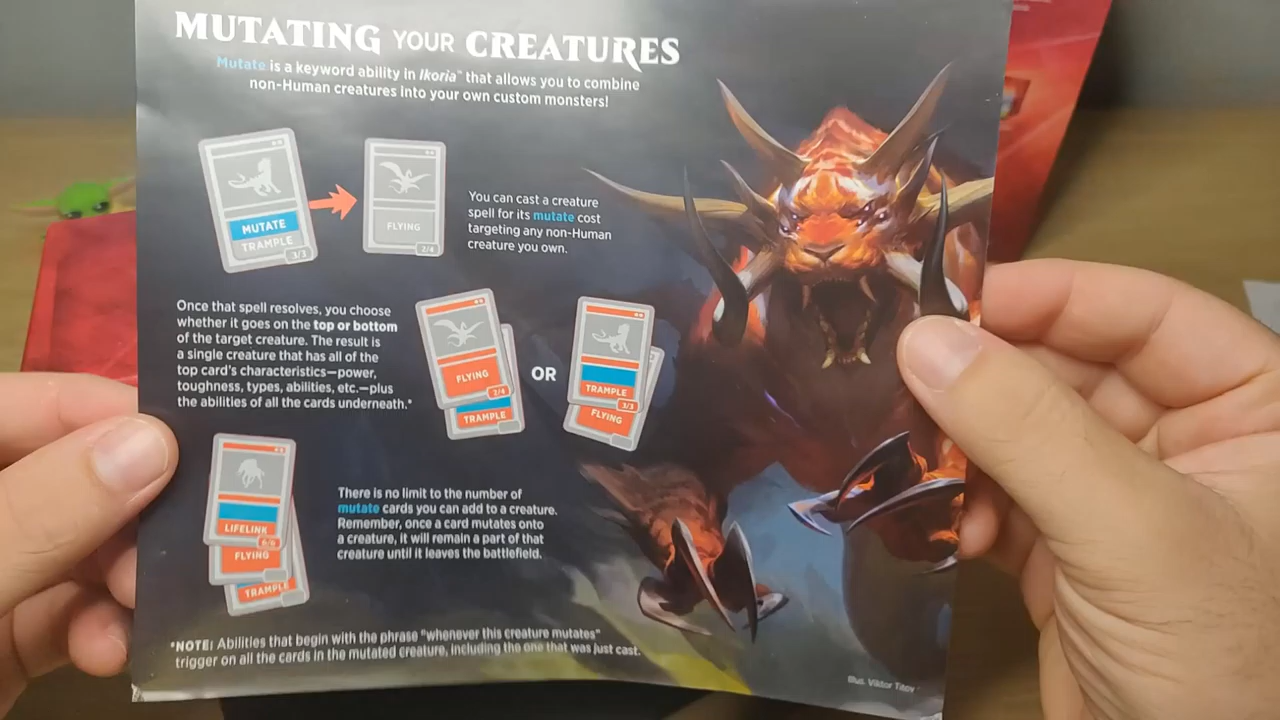 MUTATING YOUR CREATURES
Mutate is a keyword ability in Ikoria™ that allows you to combine
non-Human creatures into your own custom monsters!
MUTATE
TRAMPLE
3/3
FLYING
2/4
You can cast a creature
spell for its mutate cost
targeting any non-Human
creature you own.
Once that spell resolves, you choose
whether it goes on the top or bottom
of the target creature. The result is
a single creature that has all of the
top card's characteristics—power,
toughness, types, abilities, etc.—plus
the abilities of all the cards underneath.*
FLYING
2/4
TRAMPLE
OR
TRAMPLE
3/3
FLYING
LIFELINK
6/6
FLYING
TRAMPLE
There is no limit to the number of
mutate cards you can add to a creature.
Remember, once a card mutates onto
a creature, it will remain a part of that
creature until it leaves the battlefield.
*NOTE: Abilities that begin with the phrase "whenever this creature mutates"
trigger on all the cards in the mutated creature, including the one that was just cast.
Illus. Viktor Titov